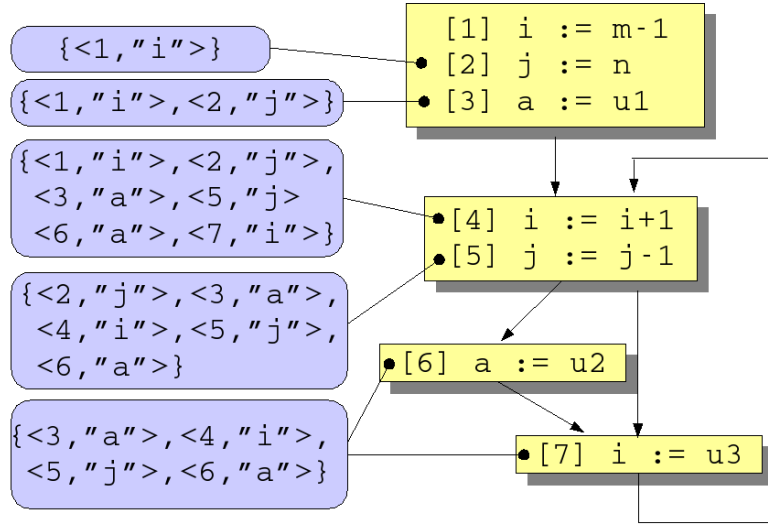 {<1,"i">}
{<1,"i">,<2,"j">}
{<1,"i">,<2,"j">,
<3,"a">,<5,"j>
<6,"a">,<7,"i">}
{<2,"j">,<3,"a">,
<4,"i">,<5,"j">,
<6,"a">}
{<3,"a">,<4,"i">,
<5,"j">,<6,"a">}
[1] i := m-1
[2] j := n
[3] a := u1
[4] i := i+1
[5] j := j-1
[6] a := u2
[7] i := u3